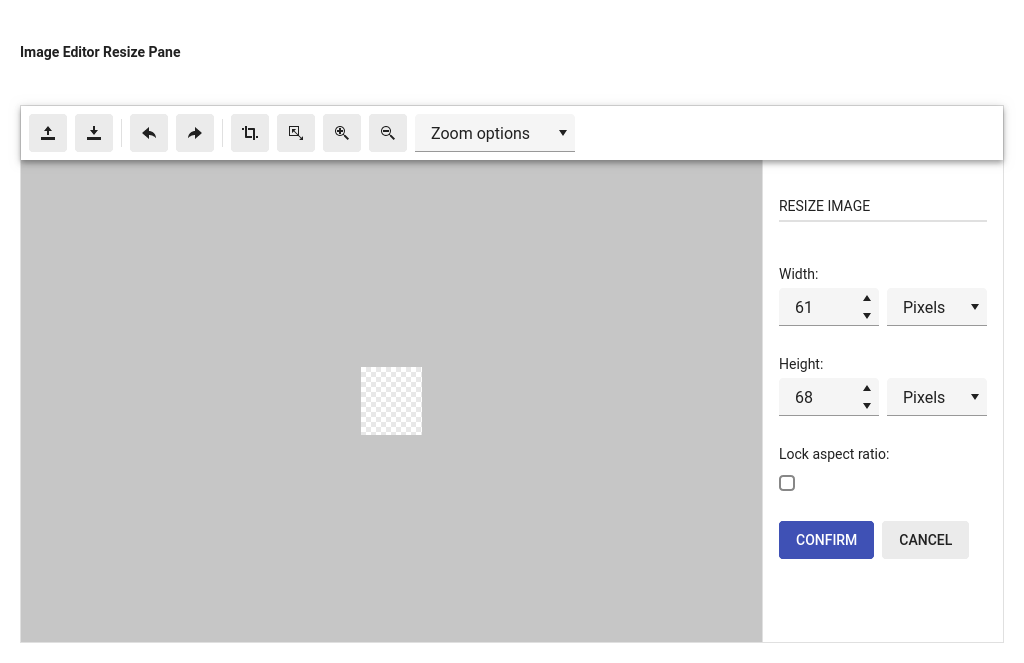 Image Editor Resize Pane
Zoom options
RESIZE IMAGE
Width:
61 Pixels
Height:
68 Pixels
Lock aspect ratio:
CONFIRM CANCEL